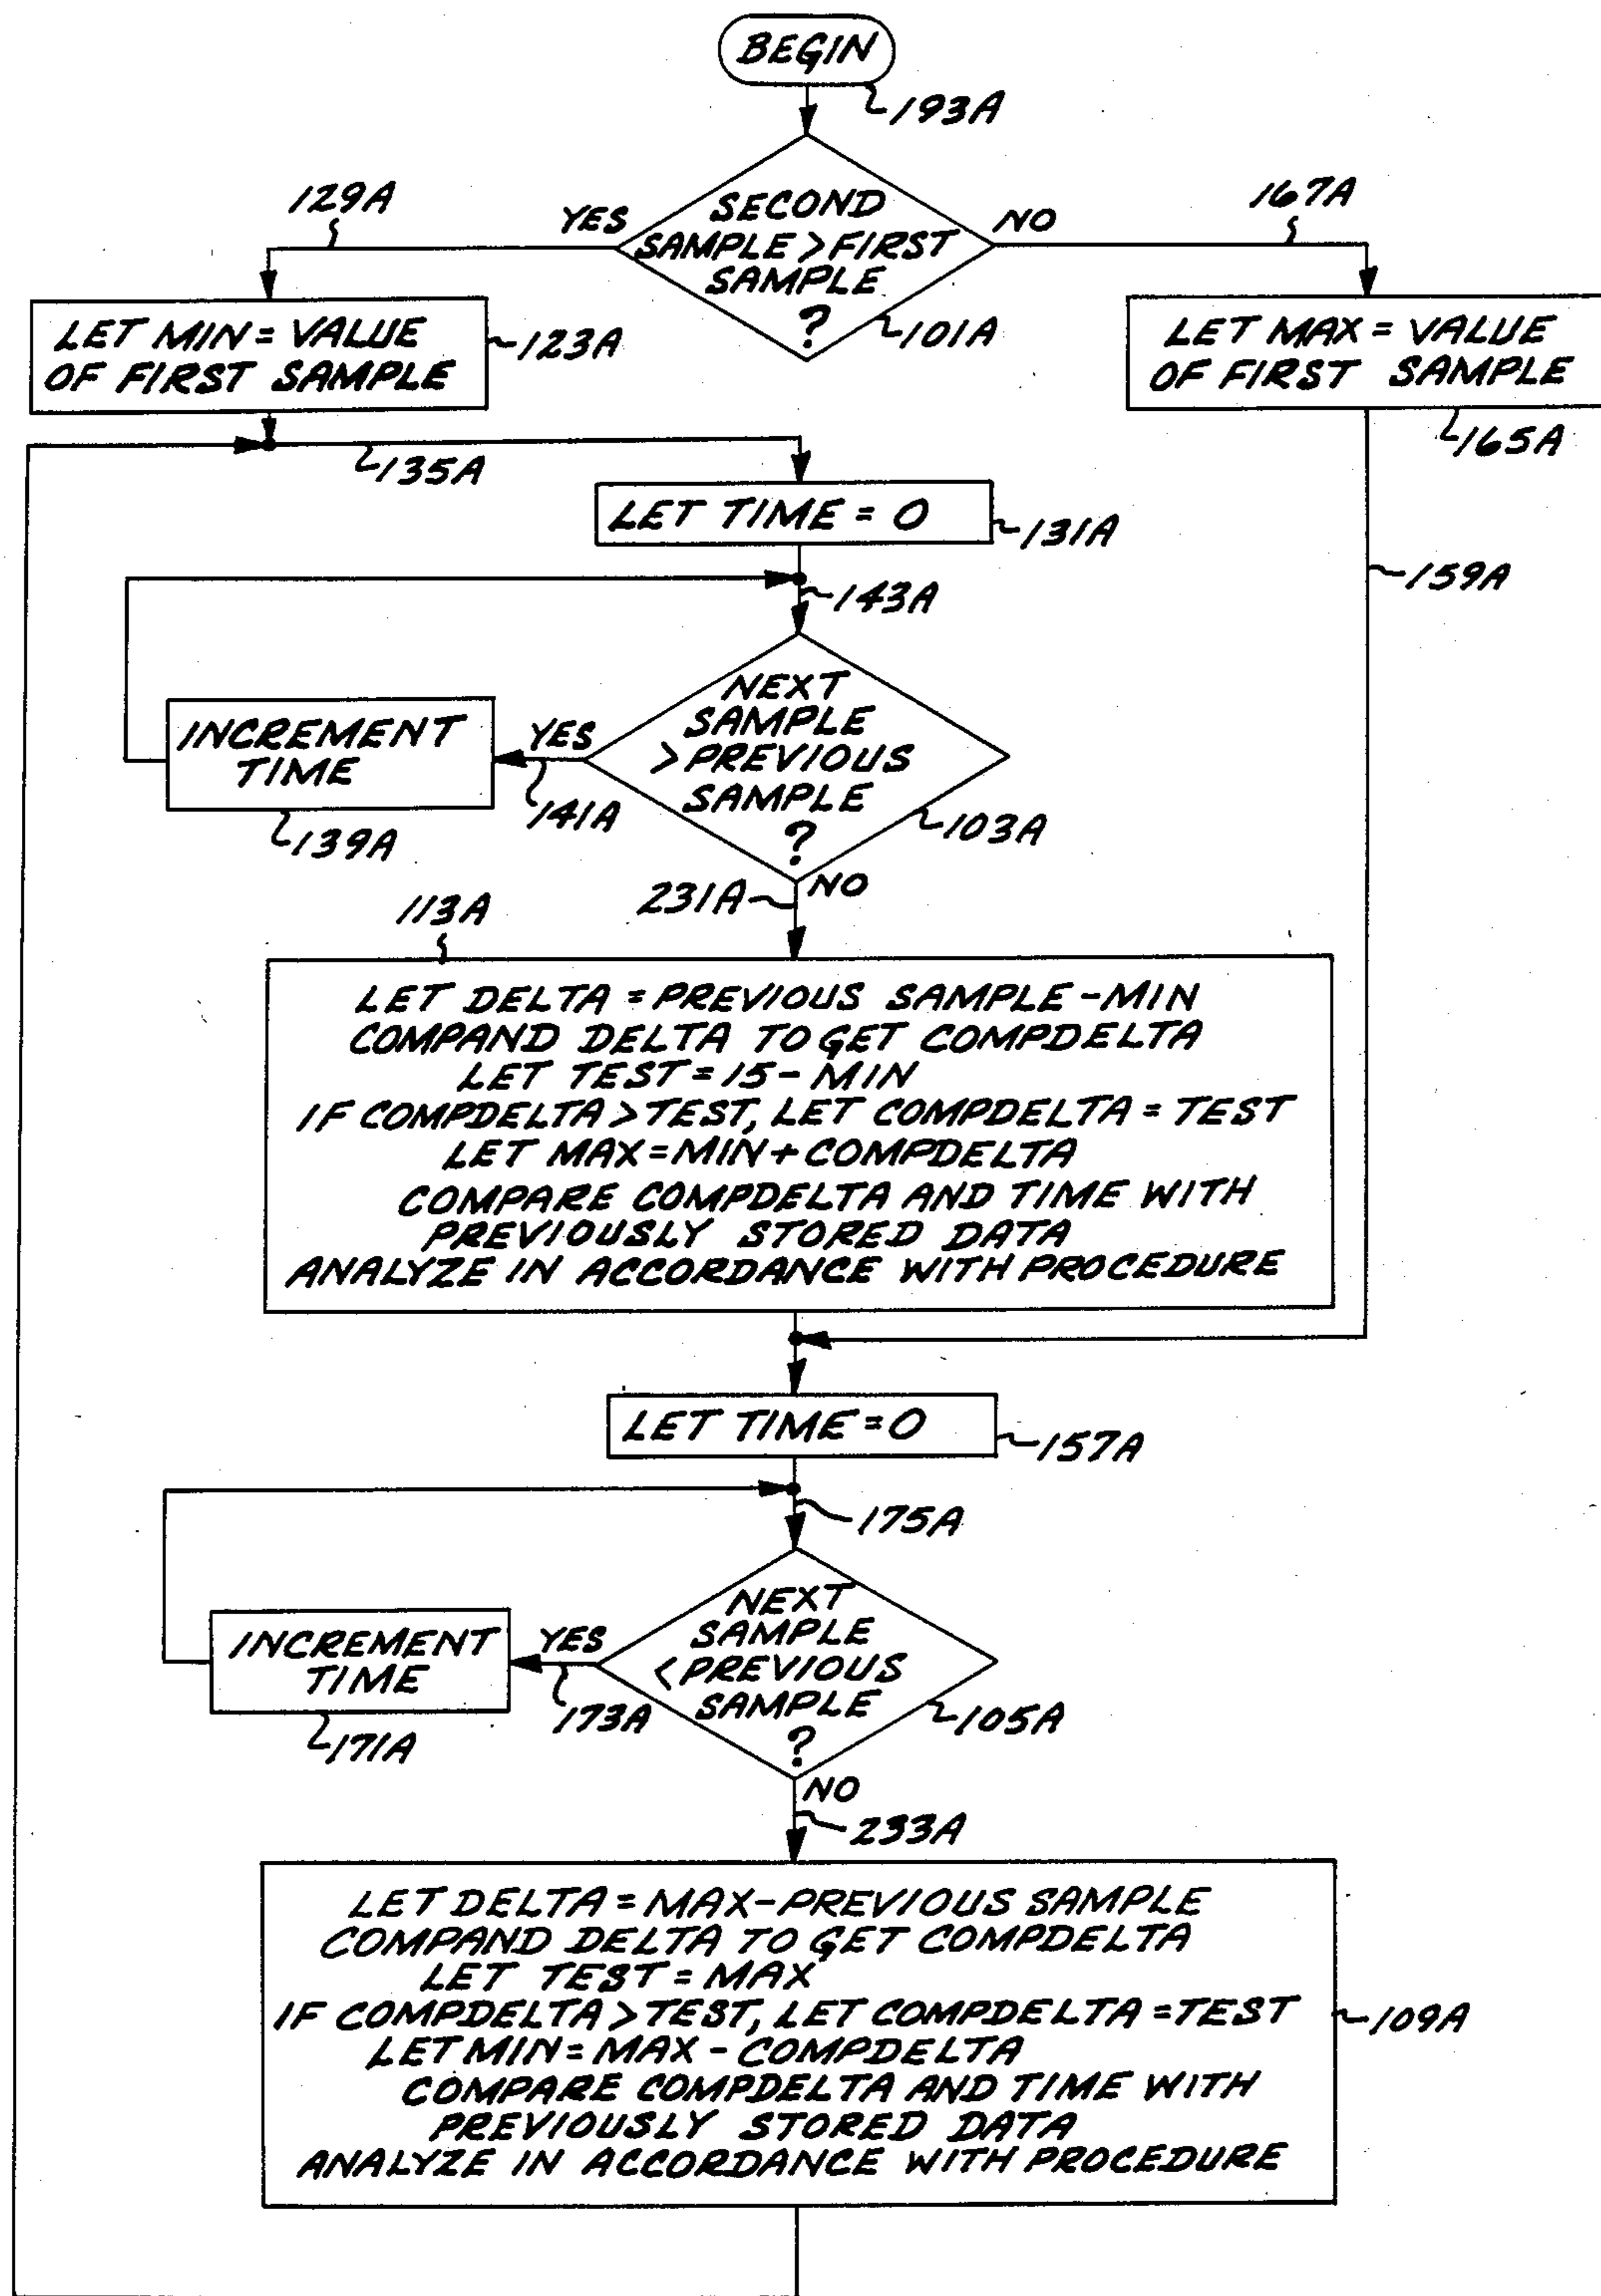 BEGIN
193A
129A
YES
SECOND
SAMPLE > FIRST
SAMPLE
?
101A
NO
167A
LET MIN = VALUE
OF FIRST SAMPLE
123A
LET MAX = VALUE
OF FIRST SAMPLE
165A
135A
LET TIME = 0
131A
159A
143A
NEXT
SAMPLE
> PREVIOUS
SAMPLE
?
103A
YES
141A
INCREMENT
TIME
139A
231A
NO
113A
LET DELTA = PREVIOUS SAMPLE - MIN
COMPAND DELTA TO GET COMPDELTA
LET TEST = 15 - MIN
IF COMPDELTA > TEST, LET COMPDELTA = TEST
LET MAX = MIN + COMPDELTA
COMPARE COMPDELTA AND TIME WITH
PREVIOUSLY STORED DATA
ANALYZE IN ACCORDANCE WITH PROCEDURE
LET TIME = 0
157A
175A
NEXT
SAMPLE
< PREVIOUS
SAMPLE
?
105A
YES
173A
INCREMENT
TIME
171A
NO
233A
LET DELTA = MAX - PREVIOUS SAMPLE
COMPAND DELTA TO GET COMPDELTA
LET TEST = MAX
IF COMPDELTA > TEST, LET COMPDELTA = TEST
LET MIN = MAX - COMPDELTA
COMPARE COMPDELTA AND TIME WITH
PREVIOUSLY STORED DATA
ANALYZE IN ACCORDANCE WITH PROCEDURE
109A